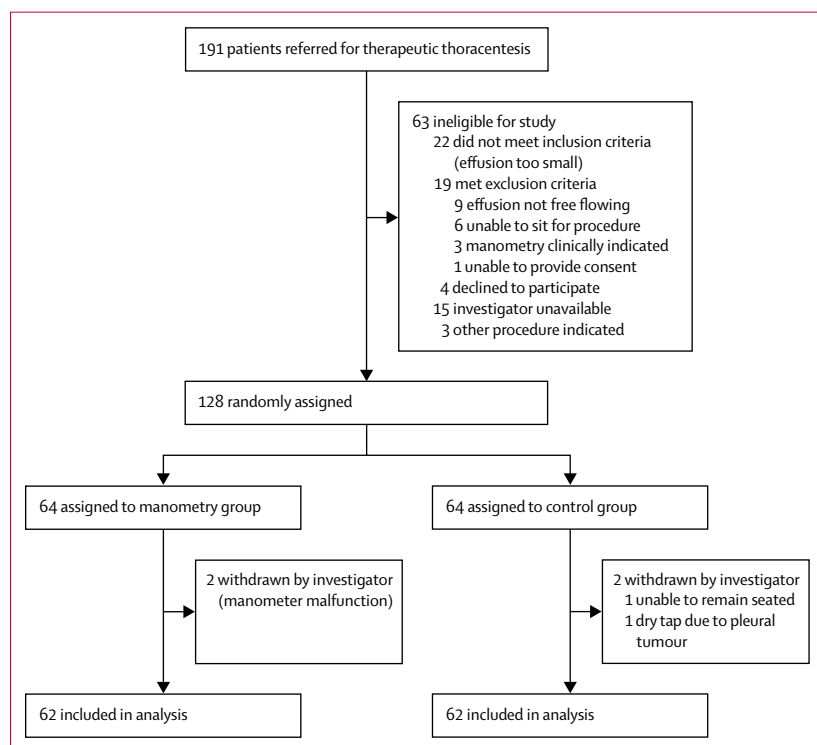 191 patients referred for therapeutic thoracentesis
63 ineligible for study
22 did not meet inclusion criteria
(effusion too small)
19 met exclusion criteria
9 effusion not free flowing
6 unable to sit for procedure
3 manometry clinically indicated
1 unable to provide consent
4 declined to participate
15 investigator unavailable
3 other procedure indicated
128 randomly assigned
64 assigned to manometry group
64 assigned to control group
2 withdrawn by investigator
(manometer malfunction)
2 withdrawn by investigator
1 unable to remain seated
1 dry tap due to pleural
tumour
62 included in analysis
62 included in analysis